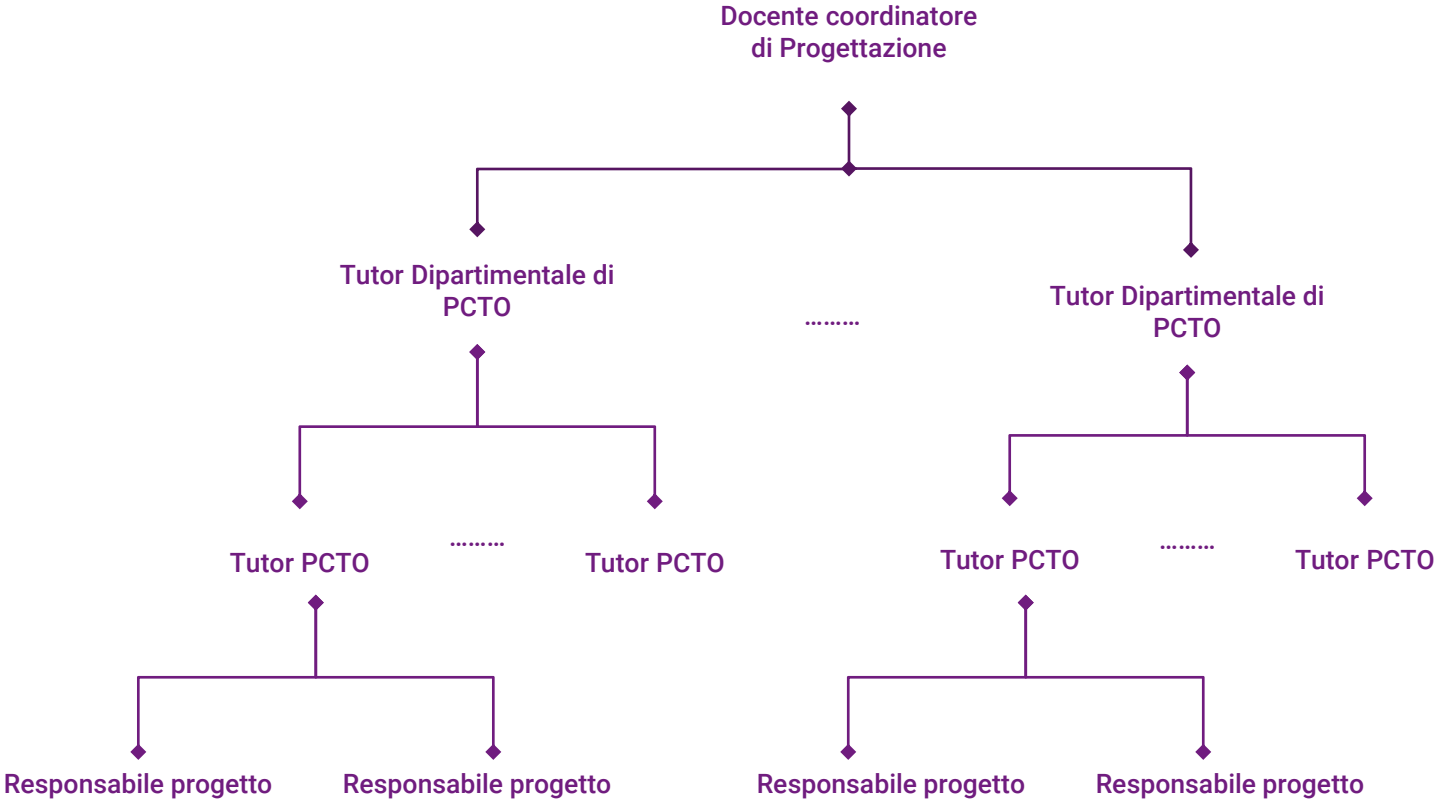 Docente coordinatore
di Progettazione
Tutor Dipartimentale di
PCTO
………
Tutor Dipartimentale di
PCTO
Tutor PCTO
………
Tutor PCTO
Tutor PCTO
………
Tutor PCTO
Responsabile progetto
Responsabile progetto
Responsabile progetto
Responsabile progetto